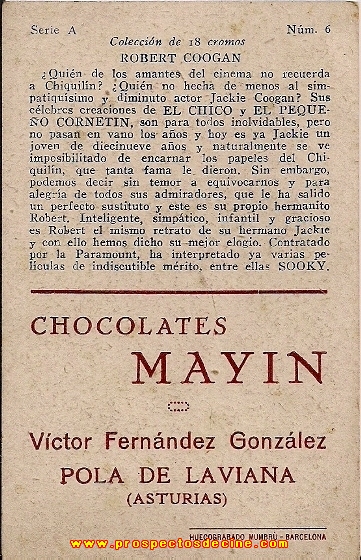 Serie A Núm. 6
Colección de 18 cromos
ROBERT COOGAN
¿Quién de los amantes del cinema no recuerda
a Chiquilín? ¿Quién no hecha de menos al sim-
patiquísimo y diminuto actor Jackie Coogan? Sus
célebres creaciones de EL CHICO y EL PEQUE-
ÑO CORNETIN, son para todos inolvidables, pero
no pasan en vano los años y hoy es ya Jackie un
joven de diecinueve años y naturalmente se ve
imposibilitado de encarnar los papeles del Chi-
quilín, que tanta fama le dieron. Sin embargo,
podemos decir sin temor a equivocarnos y para
alegría de todos sus admiradores, que le ha salido
un perfecto sustituto y este es su propio hermanito
Robert. Inteligente, simpático, infantil y gracioso
es Robert el mismo retrato de su hermano Jackie
y con ello hemos dicho su mejor elogio. Contratado
por la Paramount, ha interpretado ya varias pe-
lículas de indiscutible mérito, entre ellas SOOKY.
CHOCOLATES
MAYIN
Víctor Fernández González
POLA DE LAVIANA
(ASTURIAS)
HUECOGRABADO MUMBRU - BARCELONA
www.prospectosdecine.com